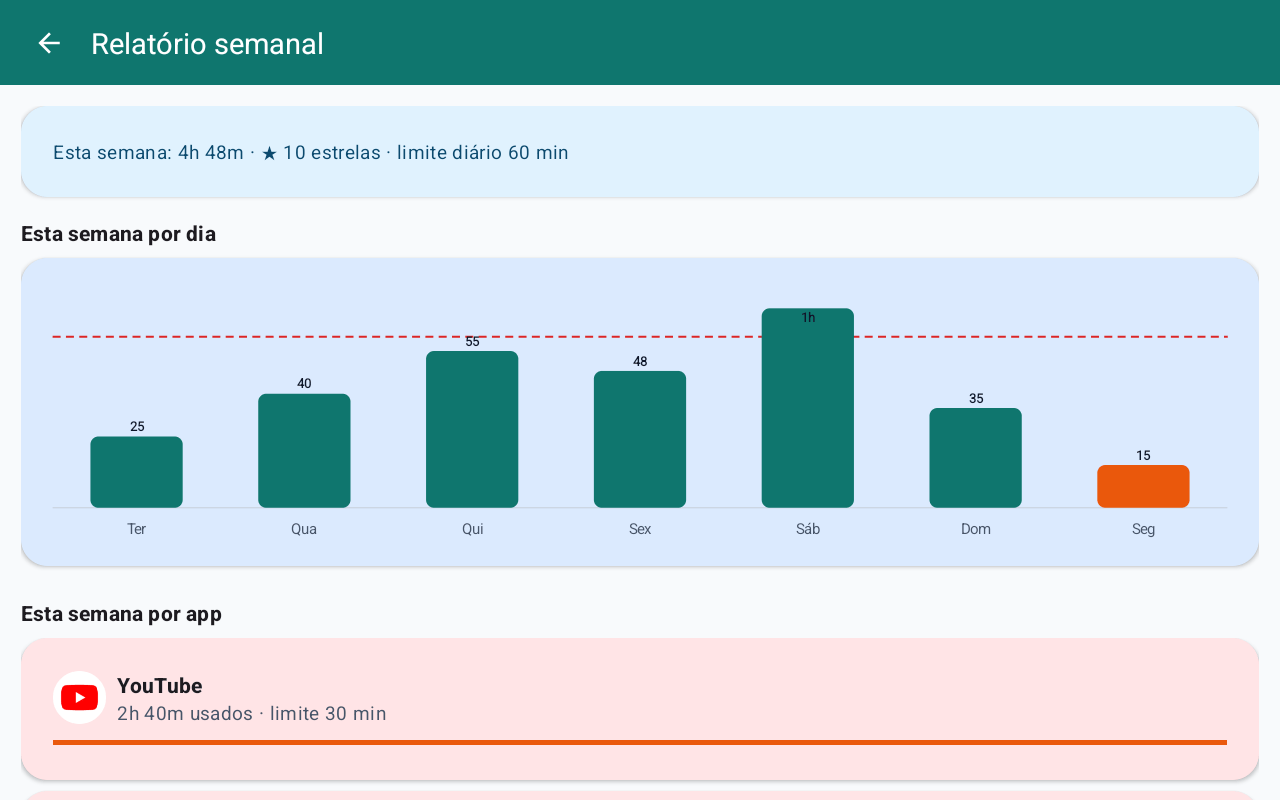 Relatório semanal
Esta semana: 4h 48m · ★ 10 estrelas · limite diário 60 min
Esta semana por dia
25
40
55
48
1h
35
15
Ter
Qua
Qui
Sex
Sáb
Dom
Seg
Esta semana por app
YouTube
2h 40m usados · limite 30 min